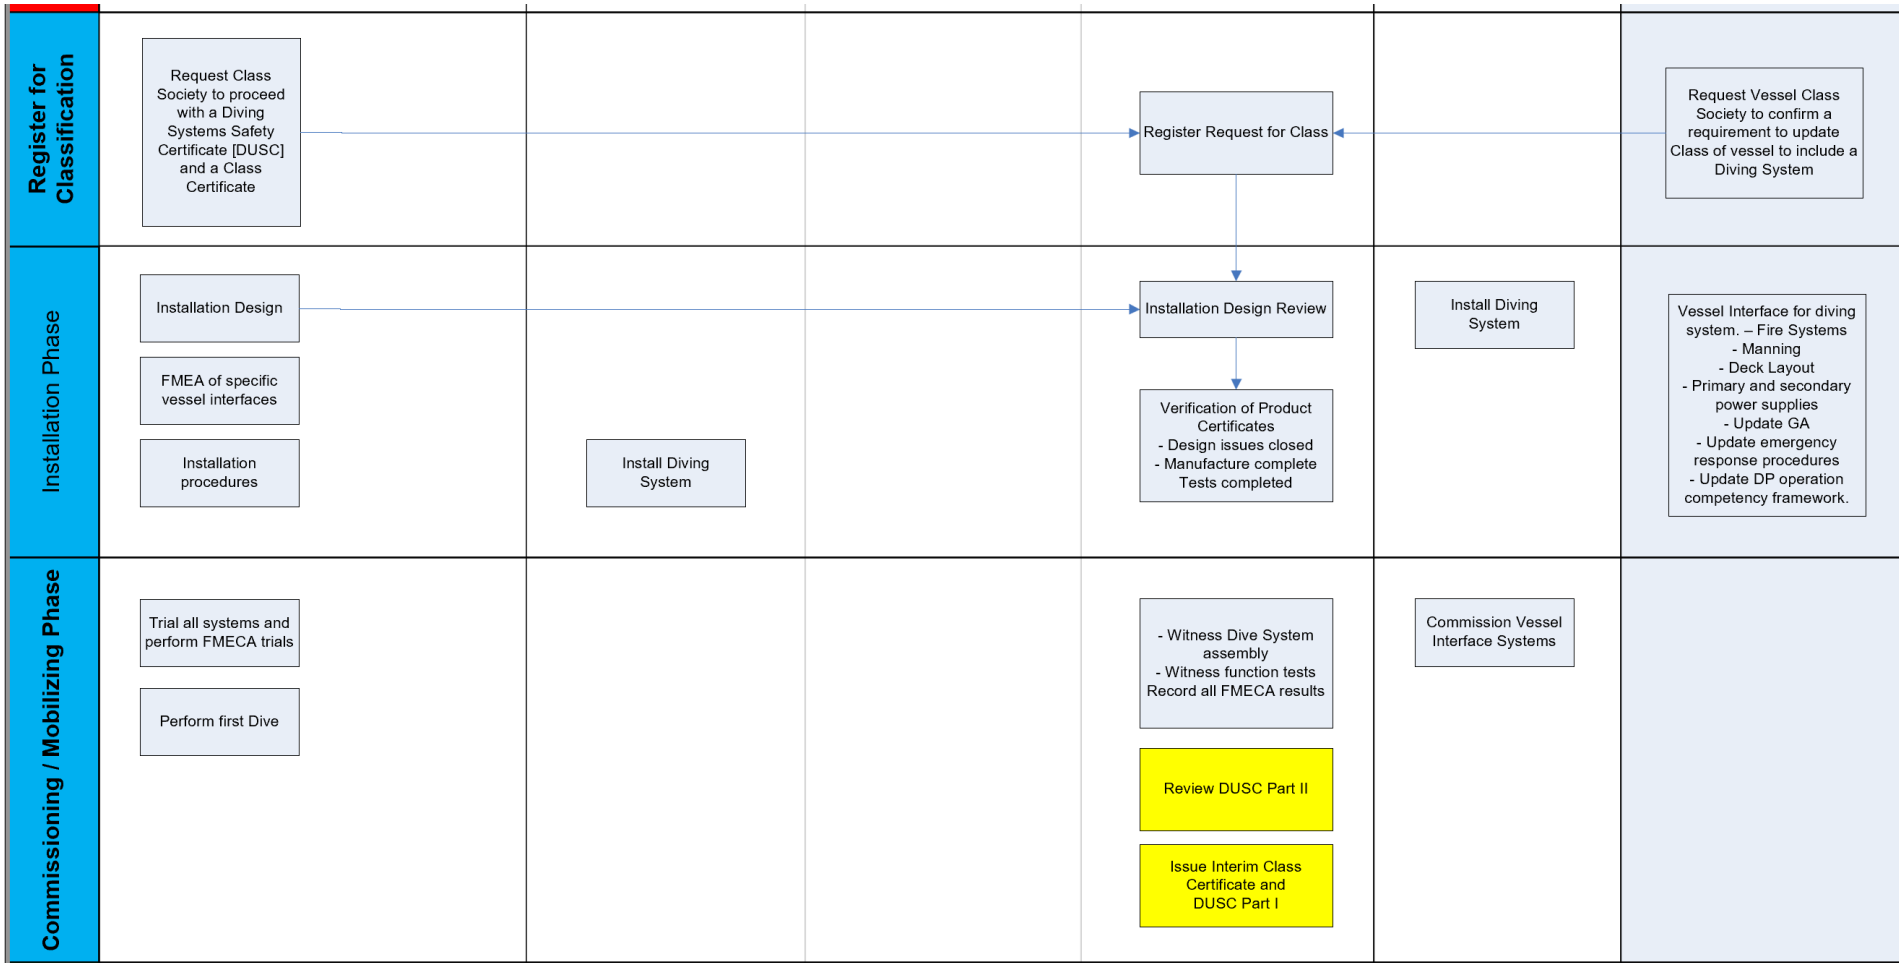 Register for
Classification
Request Class
Society to proceed
with a Diving
Systems Safety
Certificate [DUSC]
and a Class
Certificate
Register Request for Class
Request Vessel Class
Society to confirm a
requirement to update
Class of vessel to include a
Diving System
Installation Phase
Installation Design
FMEA of specific
vessel interfaces
Installation
procedures
Install Diving
System
Installation Design Review
Verification of Product
Certificates
- Design issues closed
- Manufacture complete
Tests completed
Install Diving
System
Vessel Interface for diving
system. – Fire Systems
- Manning
- Deck Layout
- Primary and secondary
power supplies
- Update GA
- Update emergency
response procedures
- Update DP operation
competency framework.
Commissioning / Mobilizing Phase
Trial all systems and
perform FMECA trials
Perform first Dive
- Witness Dive System
assembly
- Witness function tests
Record all FMECA results
Review DUSC Part II
Issue Interim Class
Certificate and
DUSC Part I
Commission Vessel
Interface Systems